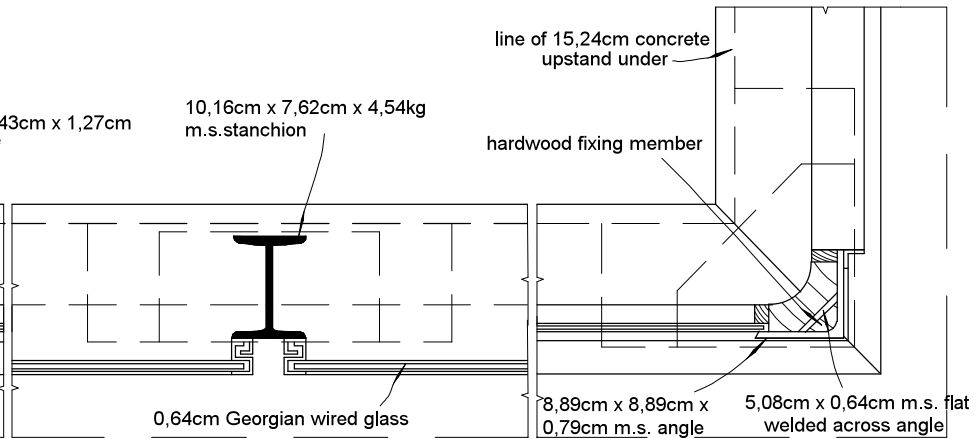 line of 15,24cm concrete
upstand under
10,16cm x 7,62cm x 4,54kg
m.s.stanchion
43cm x 1,27cm
hardwood fixing member
0,64cm Georgian wired glass
8,89cm x 8,89cm x
0,79cm m.s. angle
5,08cm x 0,64cm m.s. flat
welded across angle